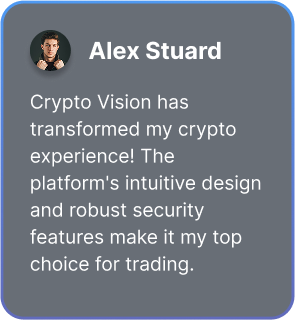 Alex Stuard
Crypto Vision has
transformed my crypto
experience! The
platform's intuitive design
and robust security
features make it my top
choice for trading.